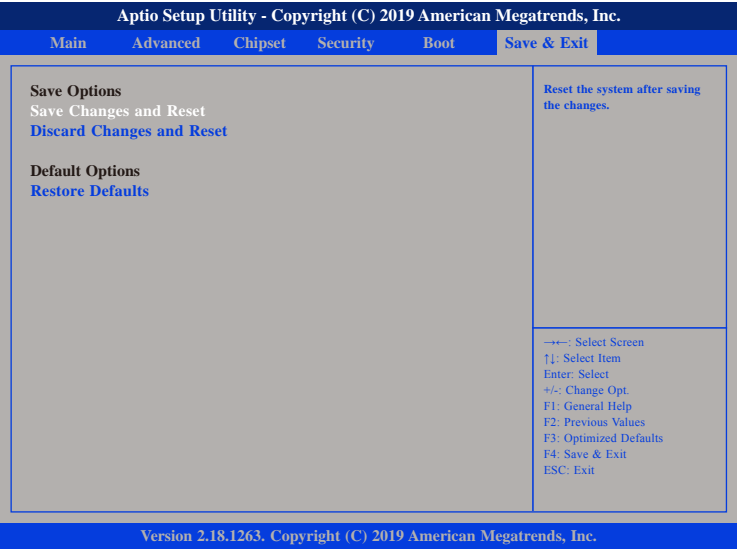 Aptio Setup Utility - Copyright (C) 2019 American Megatrends, Inc.
Main Advanced Chipset Security Boot Save & Exit
Save Options
Save Changes and Reset
Discard Changes and Reset
Default Options
Restore Defaults
Reset the system after saving
the changes.
→←: Select Screen
↑↓: Select Item
Enter: Select
+/-: Change Opt.
F1: General Help
F2: Previous Values
F3: Optimized Defaults
F4: Save & Exit
ESC: Exit
Version 2.18.1263. Copyright (C) 2019 American Megatrends, Inc.